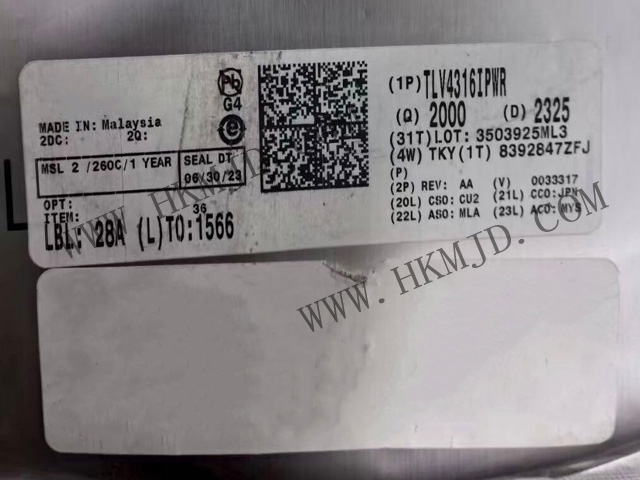 Pb
G4
e
MADE IN: Malaysia
2DC: 2Q:
MSL 2 /260C/1 YEAR
SEAL DT
06/30/23
OPT:
ITEM: 36
LBL: 28A (L)TO:1566
(1P) TLV4316IPWR
(Q) 2000 (D) 2325
(31T)LOT: 3503925ML3
(4W) TKY(1T) 8392847ZFJ
(P)
(2P) REV: AA (V) 0033317
(20L) CSO: CU2 (21L) CCO:JPN
(22L) ASO: MLA (23L) ACO:MYS
WWW.HKMJD.COM
WWW.HKMJD.COM